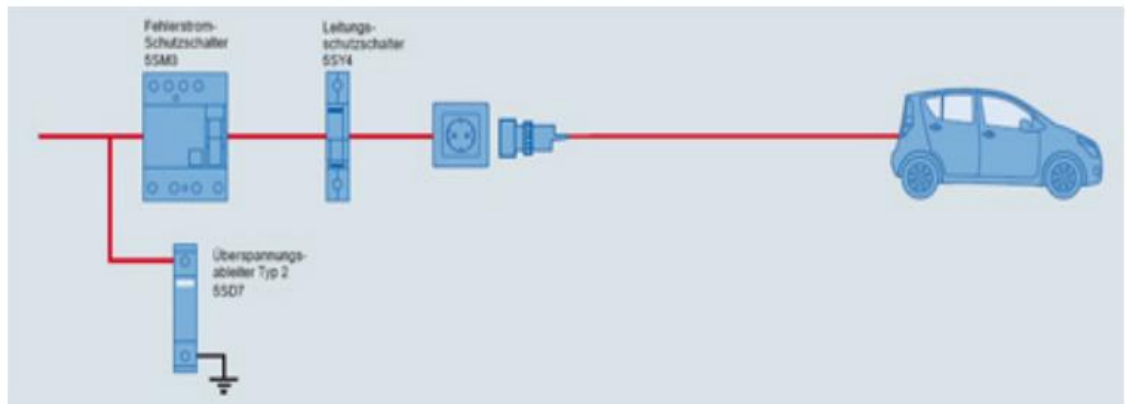 Fehlerstrom-
Schutzschalter
5SM3
Leitungs-
schutzschalter
5SY4
Überspannungs-
ableiter Typ 2
5SD7